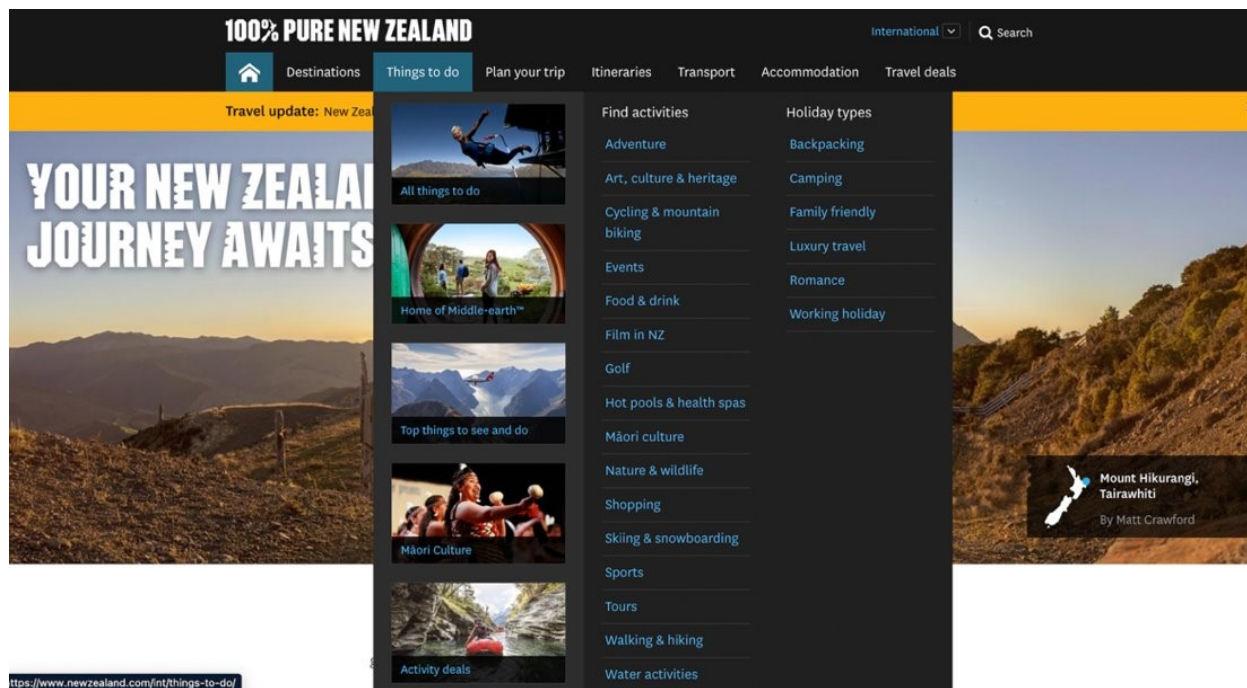 100% PURE NEW ZEALAND
International
Search
Destinations
Things to do
Plan your trip
Itineraries
Transport
Accommodation
Travel deals
Travel update: New Zeal
YOUR NEW ZEALA
JOURNEY AWAITS
All things to do
Home of Middle-earth™
Top things to see and do
Māori Culture
Activity deals
Find activities
Adventure
Art, culture & heritage
Cycling & mountain
biking
Events
Food & drink
Film in NZ
Golf
Hot pools & health spas
Māori culture
Nature & wildlife
Shopping
Skiing & snowboarding
Sports
Tours
Walking & hiking
Water activities
Holiday types
Backpacking
Camping
Family friendly
Luxury travel
Romance
Working holiday
Mount Hikurangi,
Tairawhiti
By Matt Crawford
ttps://www.newzealand.com/int/things-to-do/